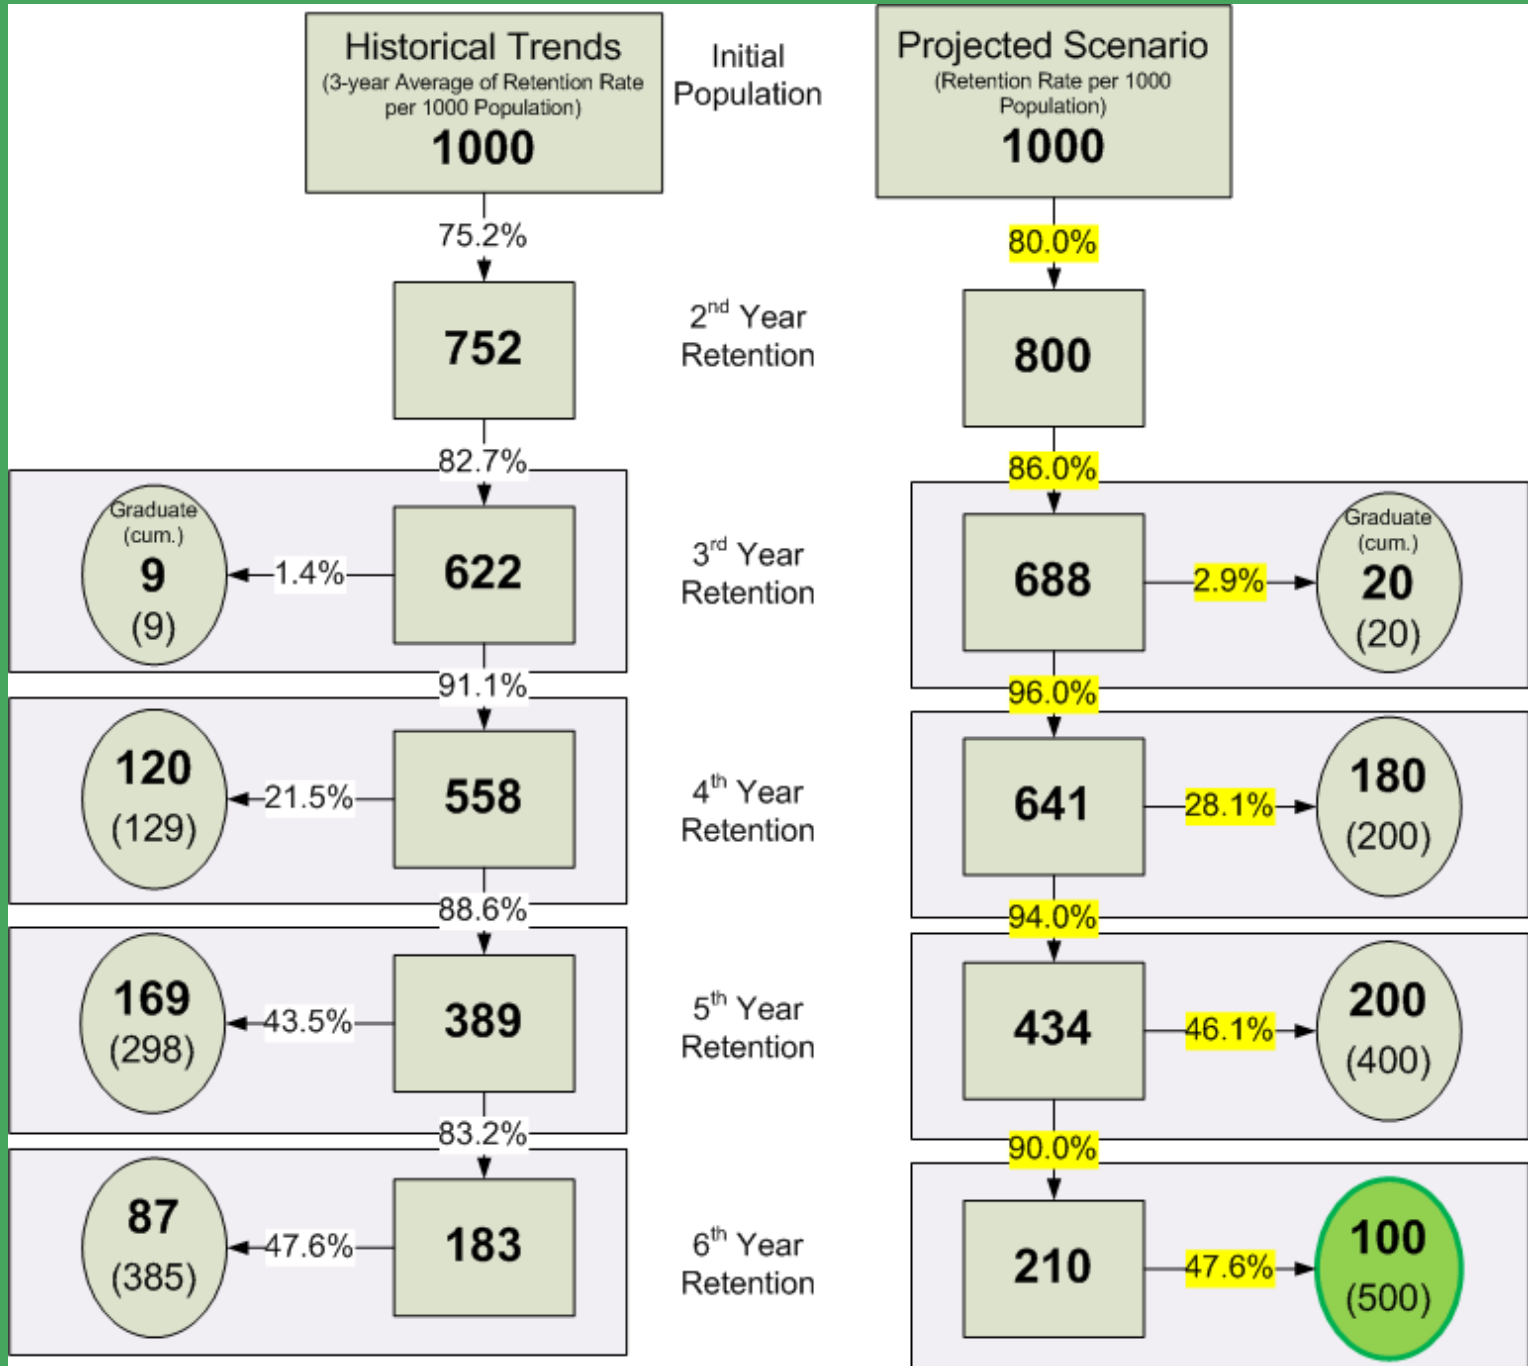 Historical Trends
(3-year Average of Retention Rate
per 1000 Population)
1000
Initial
Population
Projected Scenario
(Retention Rate per 1000
Population)
1000
75.2%
80.0%
752
2nd Year
Retention
800
82.7%
86.0%
Graduate
(cum.)
9
(9)
1.4%
622
3rd Year
Retention
688
2.9%
Graduate
(cum.)
20
(20)
91.1%
96.0%
120
(129)
21.5%
558
4th Year
Retention
641
28.1%
180
(200)
88.6%
94.0%
169
(298)
43.5%
389
5th Year
Retention
434
46.1%
200
(400)
83.2%
90.0%
87
(385)
47.6%
183
6th Year
Retention
210
47.6%
100
(500)